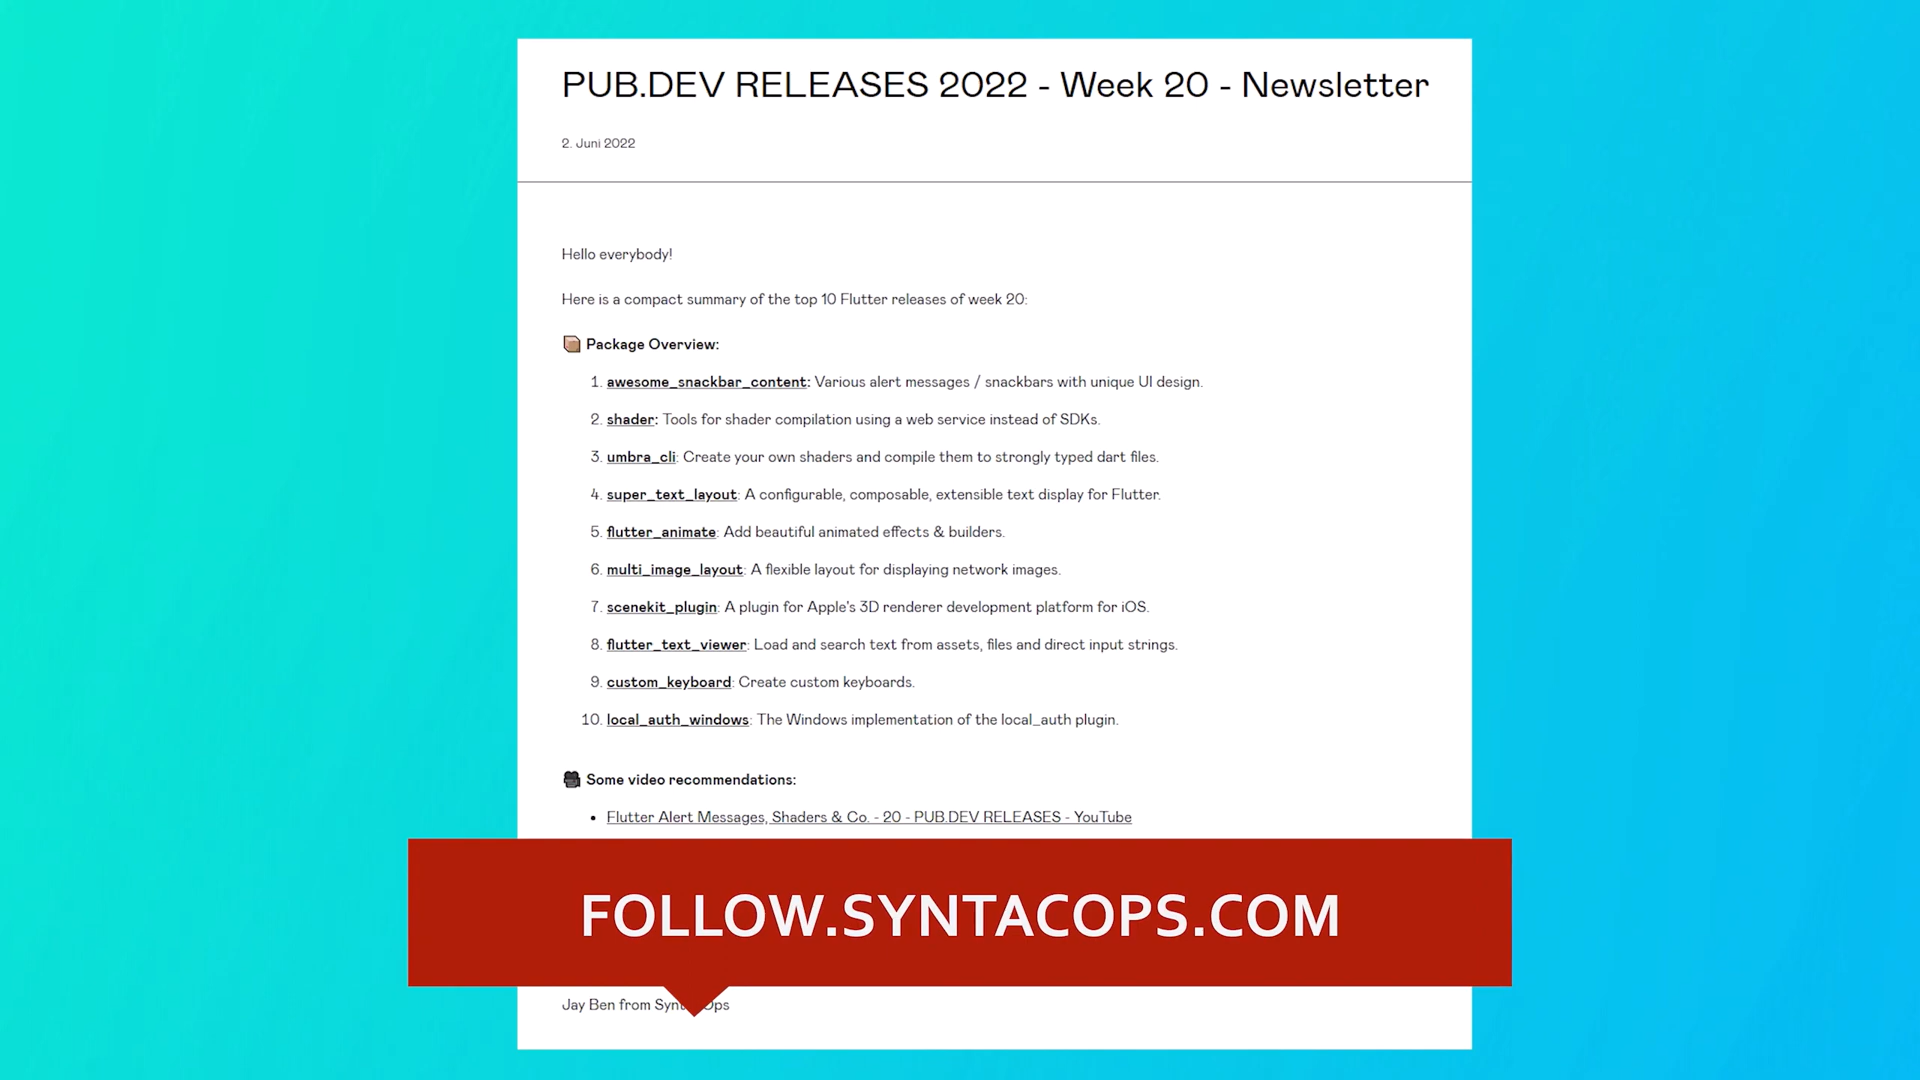 PUB.DEV RELEASES 2022 - Week 20 - Newsletter
2. Juni 2022
Hello everybody!
Here is a compact summary of the top 10 Flutter releases of week 20:
Package Overview:
1. awesome_snackbar_content: Various alert messages / snackbars with unique UI design.
2. shader: Tools for shader compilation using a web service instead of SDKs.
3. umbra_cli: Create your own shaders and compile them to strongly typed dart files.
4. super_text_layout: A configurable, composable, extensible text display for Flutter.
5. flutter_animate: Add beautiful animated effects & builders.
6. multi_image_layout: A flexible layout for displaying network images.
7. scenekit_plugin: A plugin for Apple's 3D renderer development platform for iOS.
8. flutter_text_viewer: Load and search text from assets, files and direct input strings.
9. custom_keyboard: Create custom keyboards.
10. local_auth_windows: The Windows implementation of the local_auth plugin.
Some video recommendations:
• Flutter Alert Messages, Shaders & Co. - 20 - PUB.DEV RELEASES - YouTube
FOLLOW.SYNTACOPS.COM
Jay Ben from